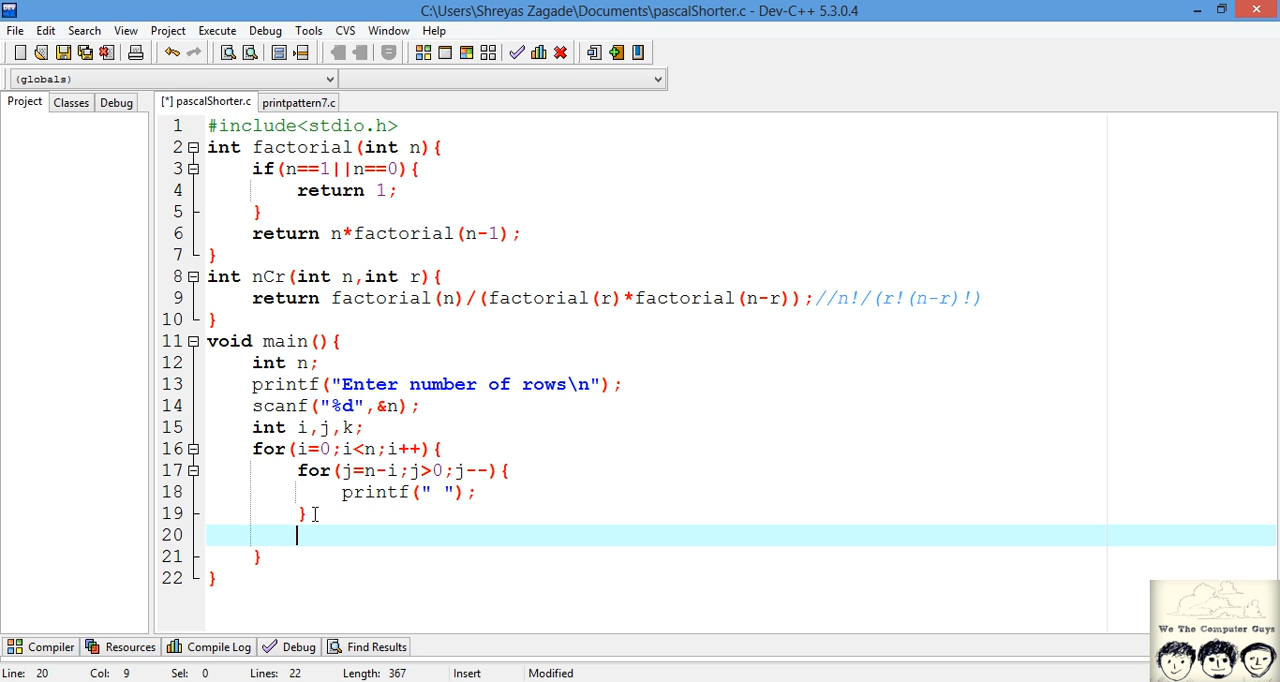 C:\Users\Shreyas Zagade\Documents\pascalShorter.c - Dev-C++ 5.3.0.4
File Edit Search View Project Execute Debug Tools CVS Window Help
(globals)
Project Classes Debug [*] pascalShorter.c printpattern7.c
1 #include<stdio.h>
2 int factorial(int n){
3 if(n==1||n==0){
4 return 1;
5 }
6 return n*factorial(n-1);
7 }
8 int nCr(int n,int r){
9 return factorial(n)/(factorial(r)*factorial(n-r));//n!/(r!(n-r)!)
10 }
11 void main(){
12 int n;
13 printf("Enter number of rows\n");
14 scanf("%d",&n);
15 int i,j,k;
16 for(i=0;i<n;i++){
17 for(j=n-i;j>0;j--){
18 printf(" ");
19 }
20
21 }
22 }
We The Computer Guys
Compiler Resources Compile Log Debug Find Results
Line: 20 Col: 9 Sel: 0 Lines: 22 Length: 367 Insert Modified